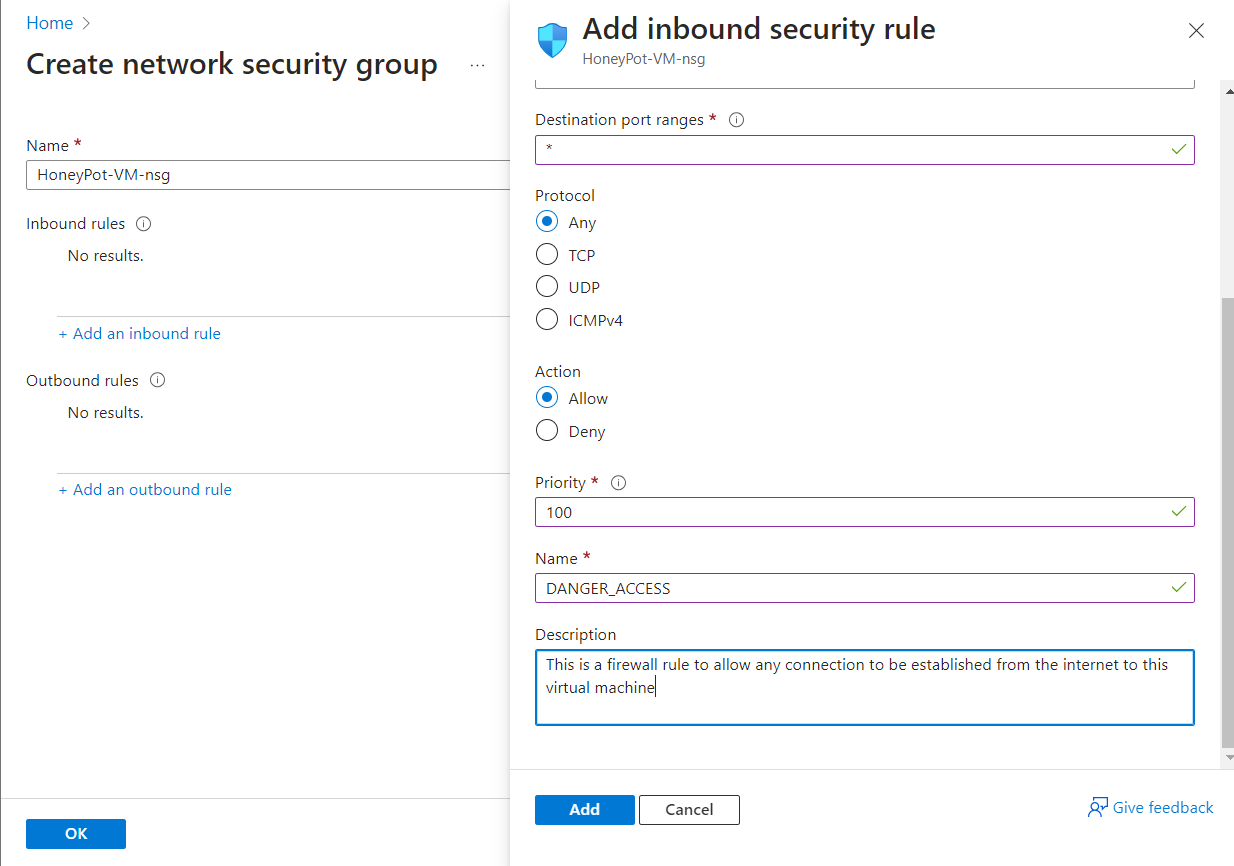 Home
Create network security group
...
Name *
HoneyPot-VM-nsg
Inbound rules
No results.
+ Add an inbound rule
Outbound rules
No results.
+ Add an outbound rule
OK
Add inbound security rule
HoneyPot-VM-nsg
Destination port ranges *
*
Protocol
Any
TCP
UDP
ICMPv4
Action
Allow
Deny
Priority *
100
Name *
DANGER_ACCESS
Description
This is a firewall rule to allow any connection to be established from the internet to this
virtual machine
Add
Cancel
Give feedback